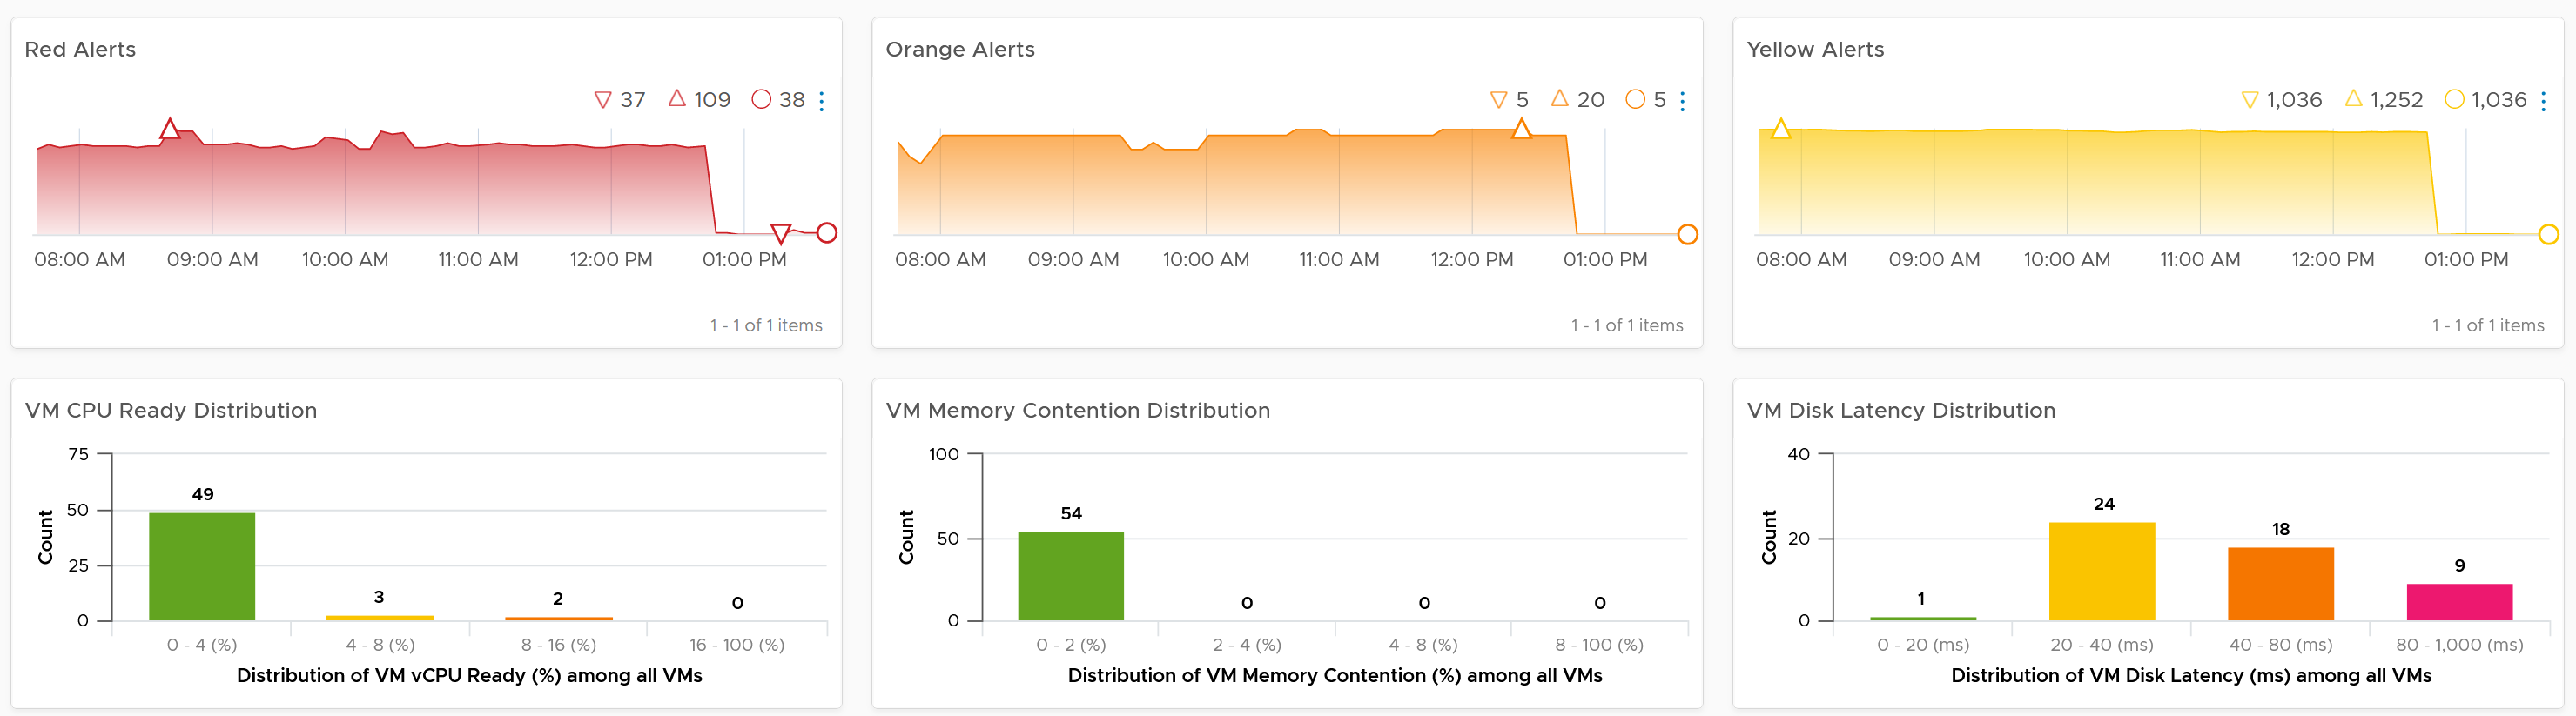 Red Alerts
37 109 38
08:00 AM 09:00 AM 10:00 AM 11:00 AM 12:00 PM 01:00 PM
1 - 1 of 1 items
Orange Alerts
5 20 5
08:00 AM 09:00 AM 10:00 AM 11:00 AM 12:00 PM 01:00 PM
1 - 1 of 1 items
Yellow Alerts
1,036 1,252 1,036
08:00 AM 09:00 AM 10:00 AM 11:00 AM 12:00 PM 01:00 PM
1 - 1 of 1 items
VM CPU Ready Distribution
75
50
25
0
Count
49
3
2
0
0 - 4 (%) 4 - 8 (%) 8 - 16 (%) 16 - 100 (%)
Distribution of VM vCPU Ready (%) among all VMs
VM Memory Contention Distribution
100
50
0
Count
54
0
0
0
0 - 2 (%) 2 - 4 (%) 4 - 8 (%) 8 - 100 (%)
Distribution of VM Memory Contention (%) among all VMs
VM Disk Latency Distribution
40
20
0
Count
1
24
18
9
0 - 20 (ms) 20 - 40 (ms) 40 - 80 (ms) 80 - 1,000 (ms)
Distribution of VM Disk Latency (ms) among all VMs